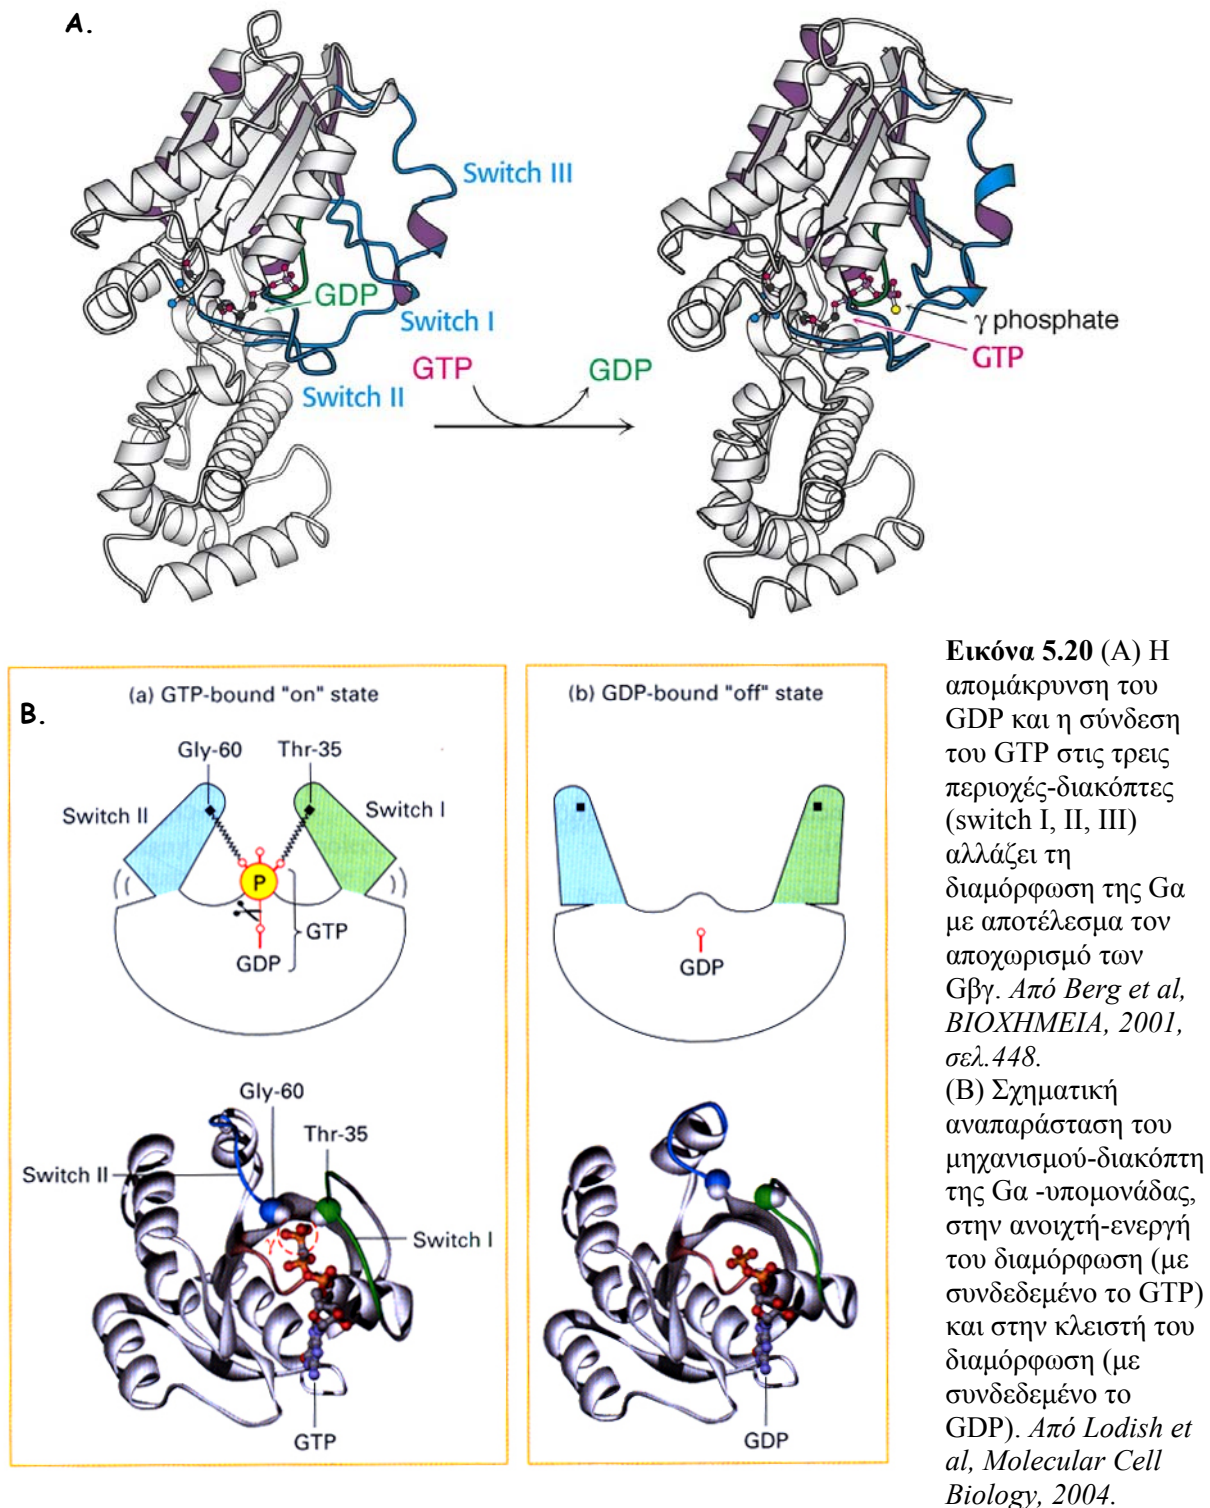 A.
Switch III
GDP
Switch I
Switch II
GTP
GDP
γ phosphate
GTP
B.
(a) GTP-bound "on" state
Gly-60
Thr-35
Switch II
Switch I
P
GTP
GDP
Gly-60
Thr-35
Switch II
Switch I
γ
GTP
(b) GDP-bound "off" state
GDP
GDP
Εικόνα 5.20 (Α) Η
απομάκρυνση του
GDP και η σύνδεση
του GTP στις τρεις
περιοχές-διακόπτες
(switch I, II, III)
αλλάζει τη
διαμόρφωση της Gα
με αποτέλεσμα τον
αποχωρισμό των
Gβγ. Από Berg et al,
ΒΙΟΧΗΜΕΙΑ, 2001,
σελ.448.
(Β) Σχηματική
αναπαράσταση του
μηχανισμού-διακόπτη
της Gα -υπομονάδας,
στην ανοιχτή-ενεργή
του διαμόρφωση (με
συνδεδεμένο το GTP)
και στην κλειστή του
διαμόρφωση (με
συνδεδεμένο το
GDP). Από Lodish et
al, Molecular Cell
Biology, 2004.